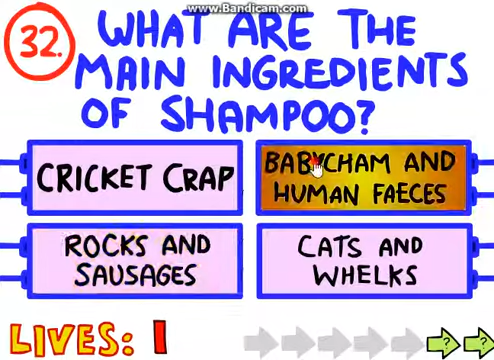 www.Bandicam.com
32.
WHAT ARE THE
MAIN INGREDIENTS
OF SHAMPOO?
CRICKET CRAP
BABYCHAM AND
HUMAN FAECES
ROCKS AND
SAUSAGES
CATS AND
WHELKS
LIVES: 1
? ?